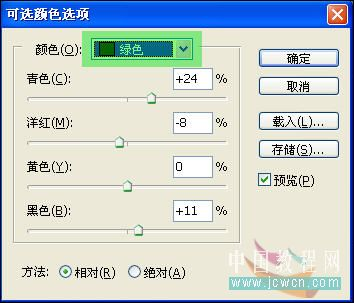 可选颜色选项
颜色(O): 绿色
青色(C): +24 %
洋红(M): -8 %
黄色(Y): 0 %
黑色(B): +11 %
方法: 相对(R) 绝对(A)
确定
取消
载入(L)...
存储(S)...
预览(P)
中国教程网
www.jcwcn.com